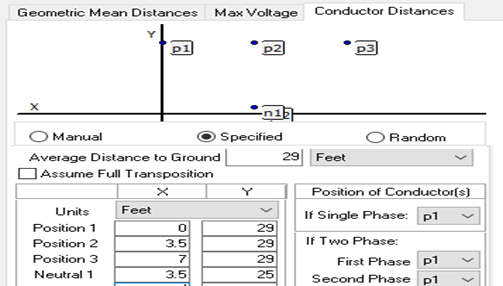 Geometric Mean Distances Max Voltage Conductor Distances
Y
p1 p2 p3
X
n1
Manual Specified Random
Average Distance to Ground 29 Feet
Assume Full Transposition
X Y Position of Conductor(s)
Units Feet
If Single Phase: p1
Position 1 0 29
Position 2 3.5 29
If Two Phase:
Position 3 7 29
First Phase p1
Neutral 1 3.5 25
Second Phase p1